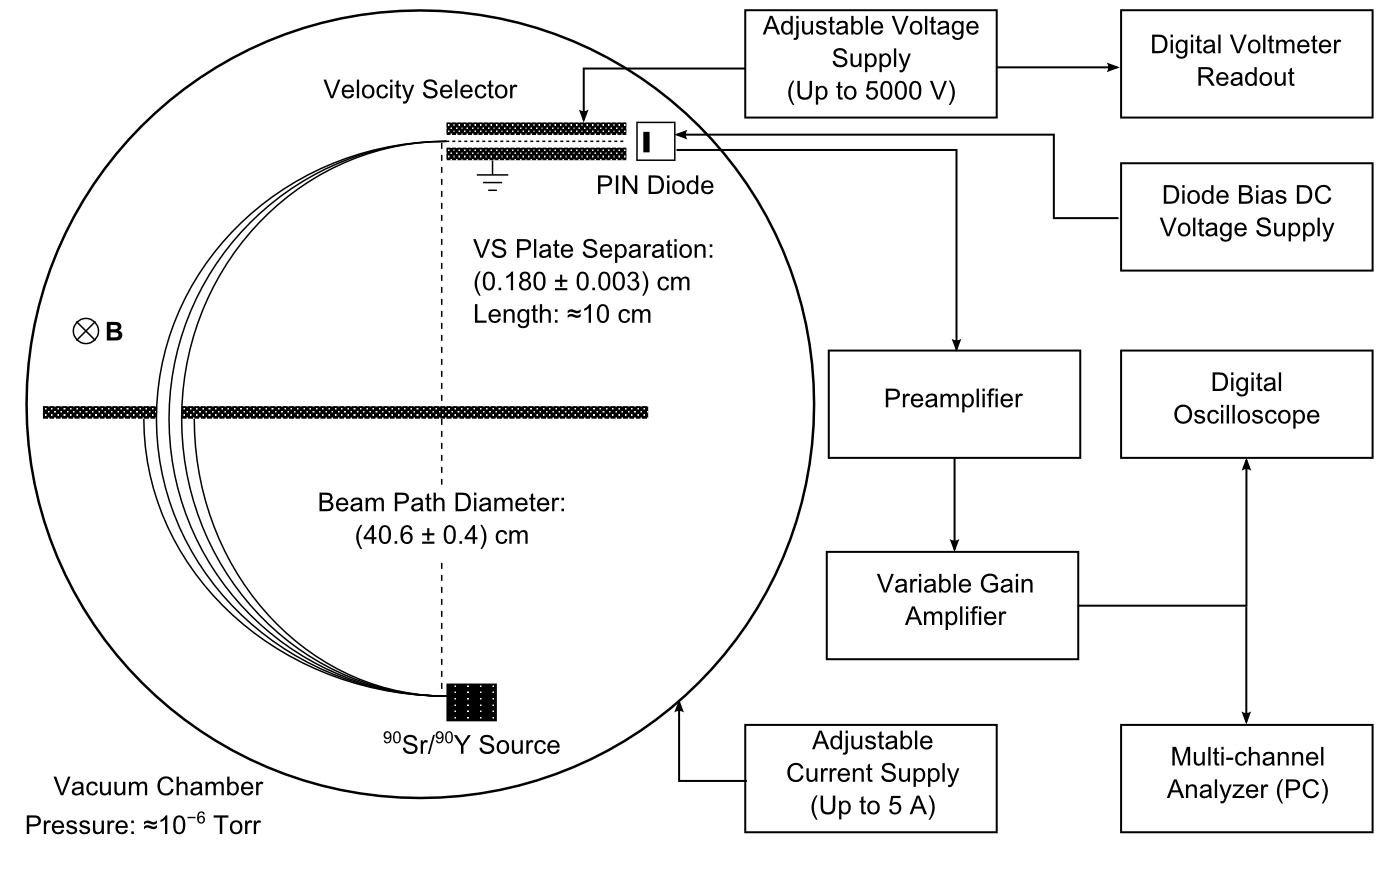 Adjustable Voltage
Supply
(Up to 5000 V)
Digital Voltmeter
Readout
Velocity Selector
PIN Diode
Diode Bias DC
Voltage Supply
VS Plate Separation:
(0.180 ± 0.003) cm
Length: ≈10 cm
⊗ B
Preamplifier
Digital
Oscilloscope
Beam Path Diameter:
(40.6 ± 0.4) cm
Variable Gain
Amplifier
⁹⁰Sr/⁹⁰Y Source
Adjustable
Current Supply
(Up to 5 A)
Multi-channel
Analyzer (PC)
Vacuum Chamber
Pressure: ≈10⁻⁶ Torr